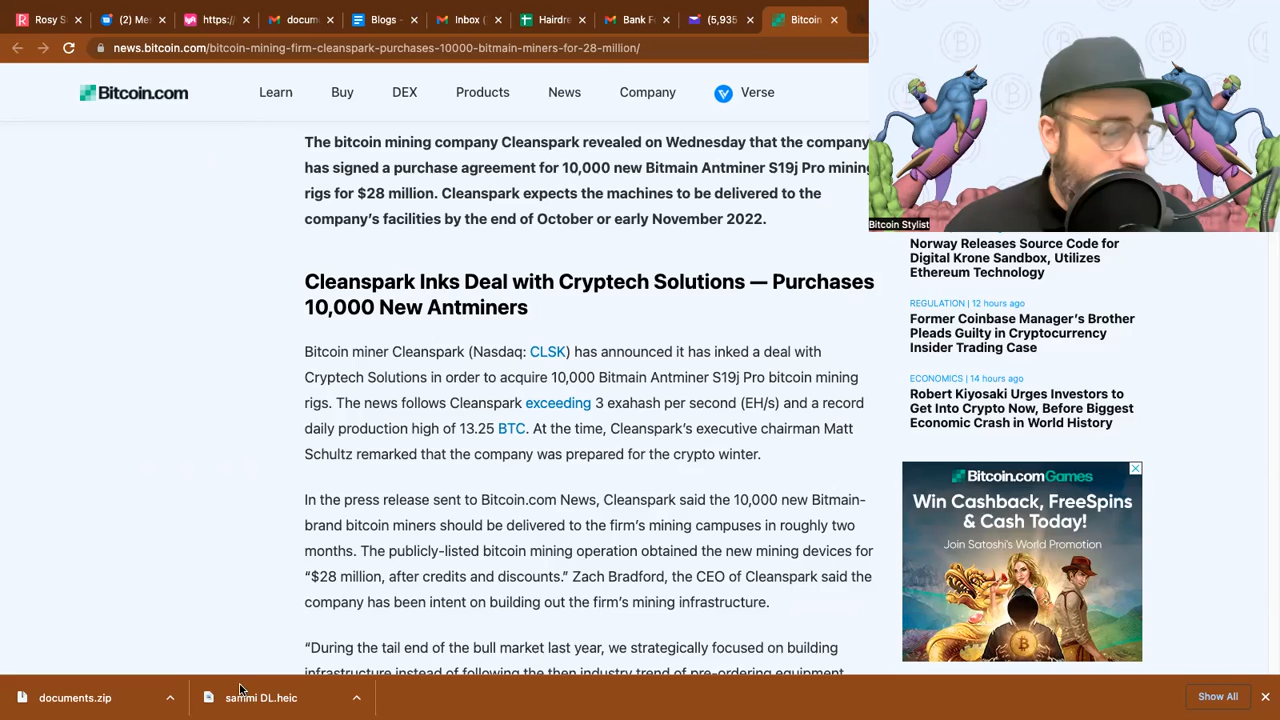 Rosy S
(2) Me
https:/
docum
Blogs -
Inbox (
Hairdre
Bank F
(5,935
Bitcoin
news.bitcoin.com/bitcoin-mining-firm-cleanspark-purchases-10000-bitmain-miners-for-28-million/
Bitcoin.com
Learn
Buy
DEX
Products
News
Company
Verse
The bitcoin mining company Cleanspark revealed on Wednesday that the company
has signed a purchase agreement for 10,000 new Bitmain Antminer S19j Pro mining
rigs for $28 million. Cleanspark expects the machines to be delivered to the
company's facilities by the end of October or early November 2022.
Cleanspark Inks Deal with Cryptech Solutions — Purchases
10,000 New Antminers
Bitcoin miner Cleanspark (Nasdaq: CLSK) has announced it has inked a deal with
Cryptech Solutions in order to acquire 10,000 Bitmain Antminer S19j Pro bitcoin mining
rigs. The news follows Cleanspark exceeding 3 exahash per second (EH/s) and a record
daily production high of 13.25 BTC. At the time, Cleanspark's executive chairman Matt
Schultz remarked that the company was prepared for the crypto winter.
In the press release sent to Bitcoin.com News, Cleanspark said the 10,000 new Bitmain-
brand bitcoin miners should be delivered to the firm's mining campuses in roughly two
months. The publicly-listed bitcoin mining operation obtained the new mining devices for
“$28 million, after credits and discounts.” Zach Bradford, the CEO of Cleanspark said the
company has been intent on building out the firm's mining infrastructure.
“During the tail end of the bull market last year, we strategically focused on building
infrastructure instead of following the then industry trend of pre-ordering equipment
Bitcoin Stylist
Norway Releases Source Code for
Digital Krone Sandbox, Utilizes
Ethereum Technology
REGULATION | 12 hours ago
Former Coinbase Manager's Brother
Pleads Guilty in Cryptocurrency
Insider Trading Case
ECONOMICS | 14 hours ago
Robert Kiyosaki Urges Investors to
Get Into Crypto Now, Before Biggest
Economic Crash in World History
Bitcoin.comGames
Win Cashback, FreeSpins
& Cash Today!
Join Satoshi's World Promotion
documents.zip
sammi DL.heic
Show All